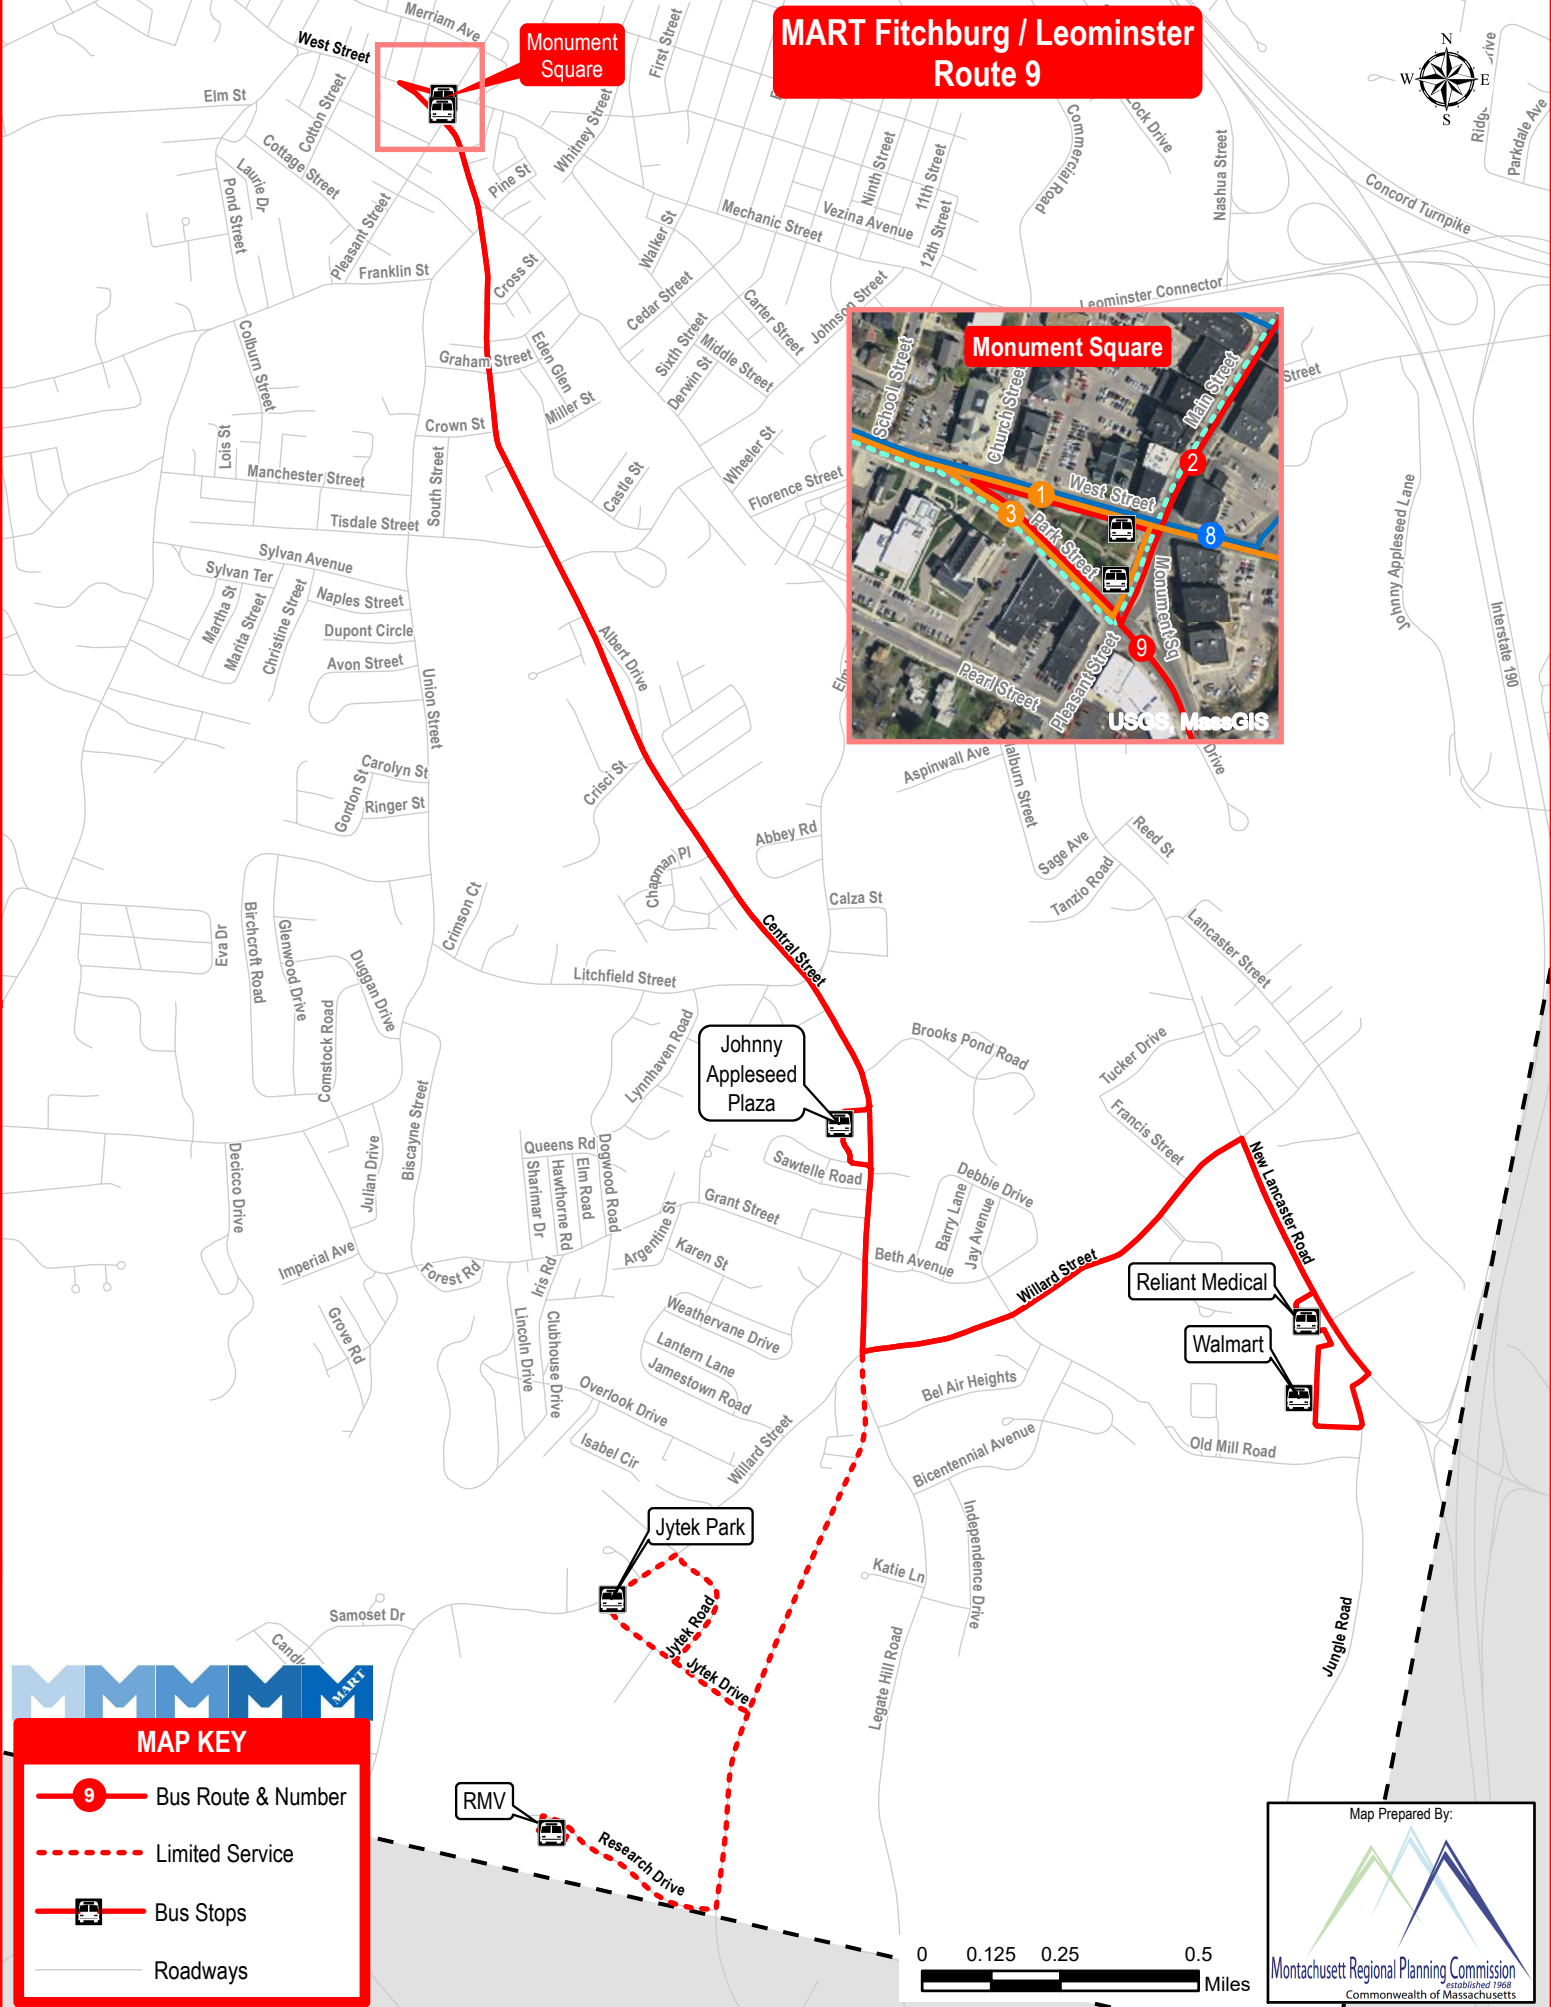 MART Fitchburg / Leominster
Route 9
N
W
E
S
Monument
Square
Merriam Ave
West Street
First Street
Elm St
Cotton Street
Cottage Street
Laurie Dr
Pond Street
Pleasant Street
Pine St
Whitney Street
Franklin St
Cross St
Walker St
Mechanic Street
Vezina Avenue
Ninth Street
11th Street
12th Street
Commercial Road
Lock Drive
Nashua Street
Concord Turnpike
Parkdale Ave
Leominster Connector
Street
Colburn Street
Graham Street
Eden Glen
Miller St
Cedar Street
Carter Street
Johnson Street
Sixth Street
Middle Street
Derwin St
Crown St
Lois St
Manchester Street
South Street
Castle St
Wheeler St
Florence Street
Tisdale Street
Sylvan Avenue
Sylvan Ter
Martha St
Marita Street
Christine Street
Naples Street
Dupont Circle
Avon Street
Union Street
Albert Drive
Monument Square
School Street
Church Street
Main Street
West Street
Park Street
Monument Sq
Pleasant Street
Pearl Street
1
2
3
8
9
USGS, MassGIS
Johnny Appleseed Lane
Interstate 190
Carolyn St
Gordon St
Ringer St
Crisci St
Abbey Rd
Chapman Pl
Calza St
Aspinwall Ave
Drive
Sage Ave
Reed St
Tanzio Road
Lancaster Street
Eva Dr
Birchcroft Road
Glenwood Drive
Duggan Drive
Comstock Road
Crimson Ct
Central Street
Litchfield Street
Lynnhaven Road
Johnny
Appleseed
Plaza
Brooks Pond Road
Tucker Drive
Francis Street
Biscayne Street
Julian Drive
Decicco Drive
Queens Rd
Sharimar Dr
Hawthorne Rd
Elm Road
Dogwood Road
Sawtelle Road
Grant Street
Argentine St
Karen St
Debbie Drive
Barry Lane
Jay Avenue
Beth Avenue
Willard Street
New Lancaster Road
Imperial Ave
Forest Rd
Iris Rd
Grove Rd
Lincoln Drive
Clubhouse Drive
Weathervane Drive
Lantern Lane
Jamestown Road
Overlook Drive
Isabel Cir
Willard Street
Reliant Medical
Walmart
Bel Air Heights
Bicentennial Avenue
Old Mill Road
Independence Drive
Jytek Park
Jytek Road
Jytek Drive
Katie Ln
Legate Hill Road
Jungle Road
Samoset Dr
RMV
Research Drive
MART
MAP KEY
9
Bus Route & Number
Limited Service
Bus Stops
Roadways
0 0.125 0.25 0.5
Miles
Map Prepared By:
Montachusett Regional Planning Commission
established 1968
Commonwealth of Massachusetts